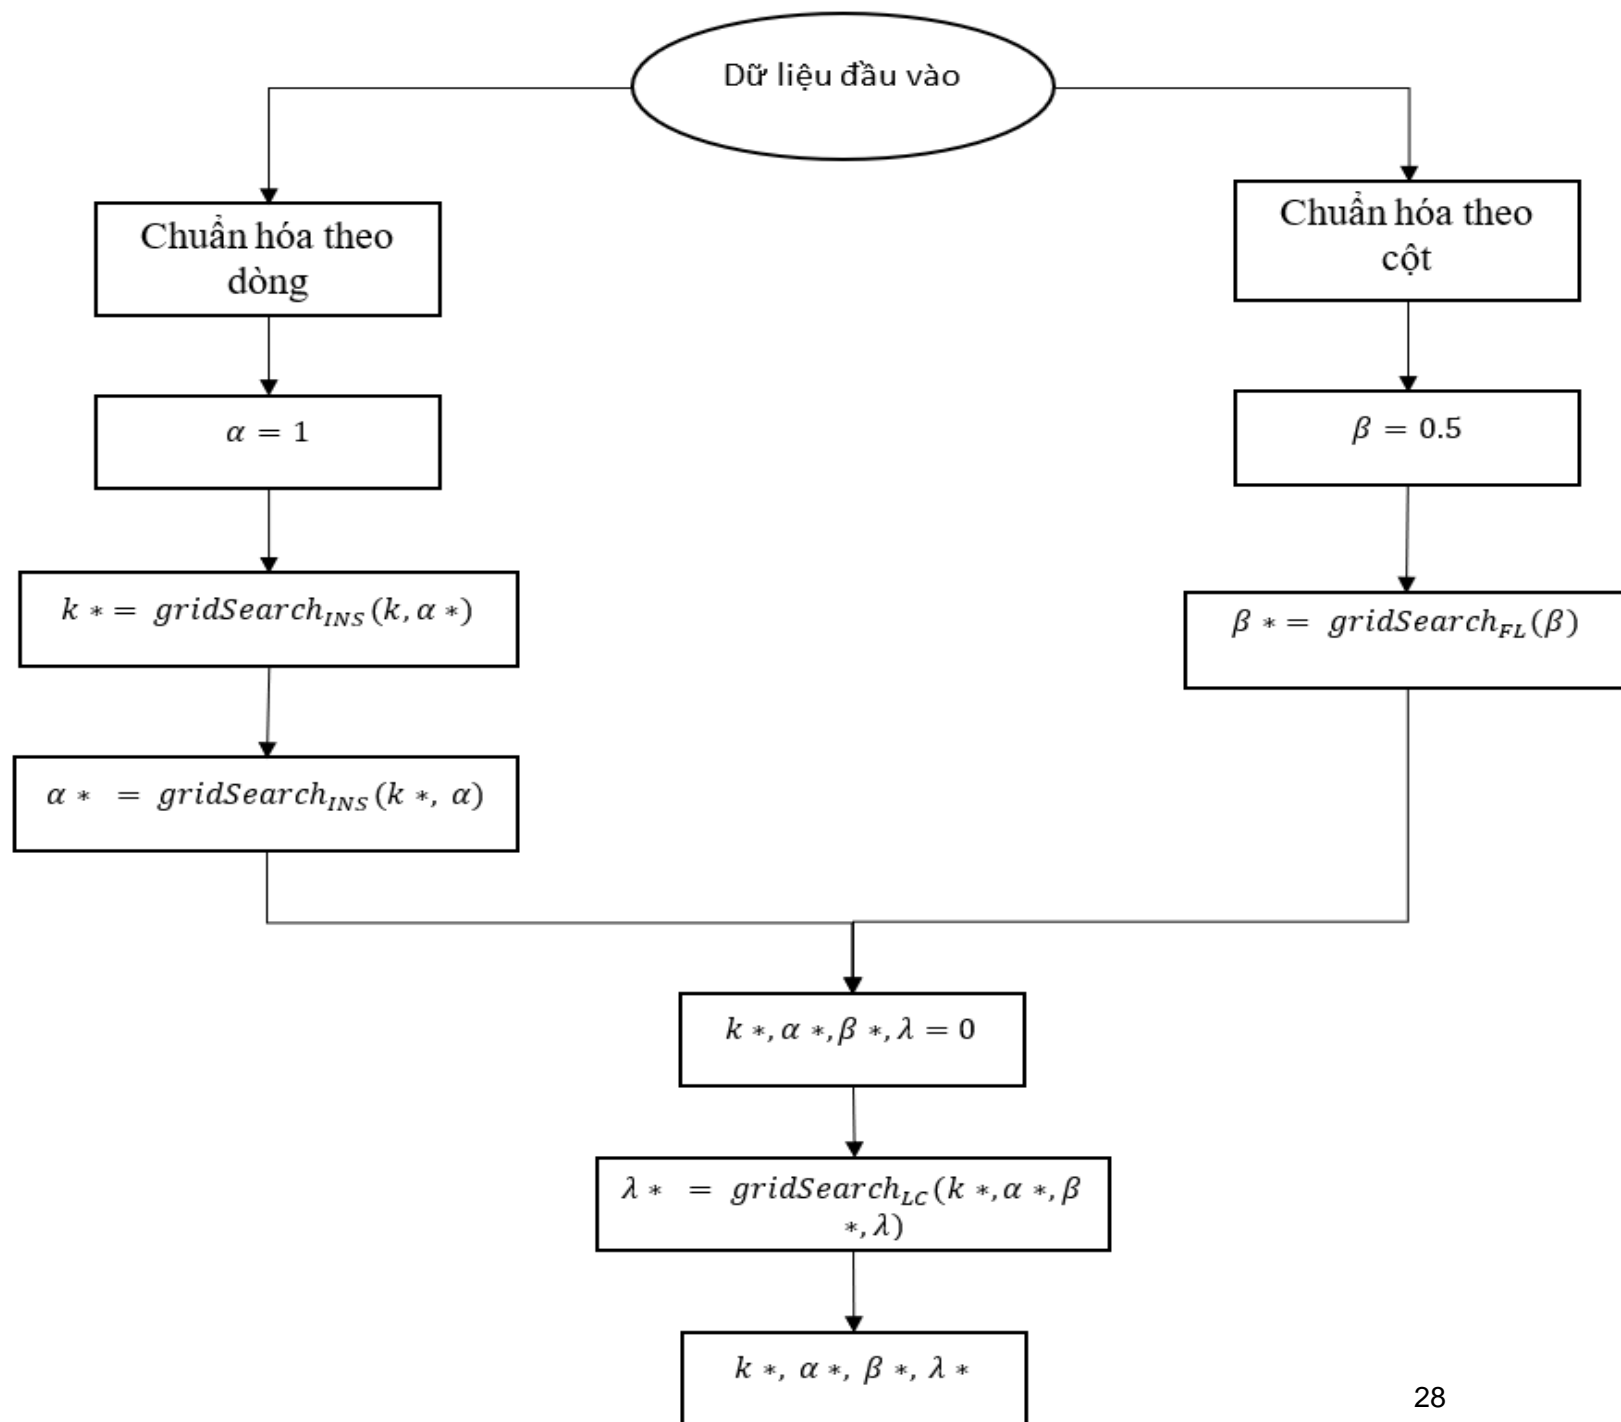 Dữ liệu đầu vào
Chuẩn hóa theo
dòng
α = 1
k ∗ = gridSearch_INS(k, α ∗)
α ∗ = gridSearch_INS(k ∗, α)
Chuẩn hóa theo
cột
β = 0.5
β ∗ = gridSearch_FL(β)
k ∗, α ∗, β ∗, λ = 0
λ ∗ = gridSearch_LC(k ∗, α ∗, β
∗, λ)
k ∗, α ∗, β ∗, λ ∗
28